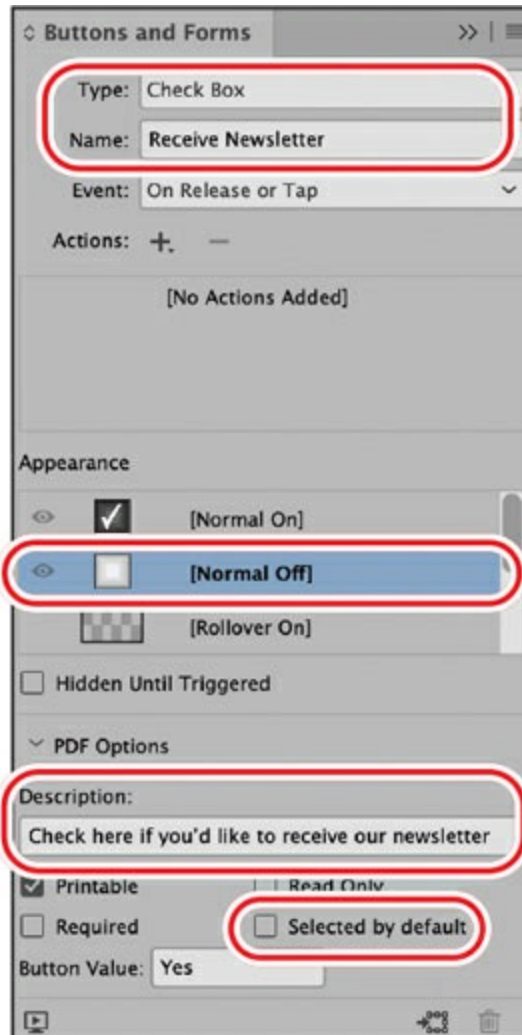 Buttons and Forms
Type: Check Box
Name: Receive Newsletter
Event: On Release or Tap
Actions:
[No Actions Added]
Appearance
[Normal On]
[Normal Off]
[Rollover On]
Hidden Until Triggered
PDF Options
Description:
Check here if you'd like to receive our newsletter
Printable Read Only
Required Selected by default
Button Value: Yes